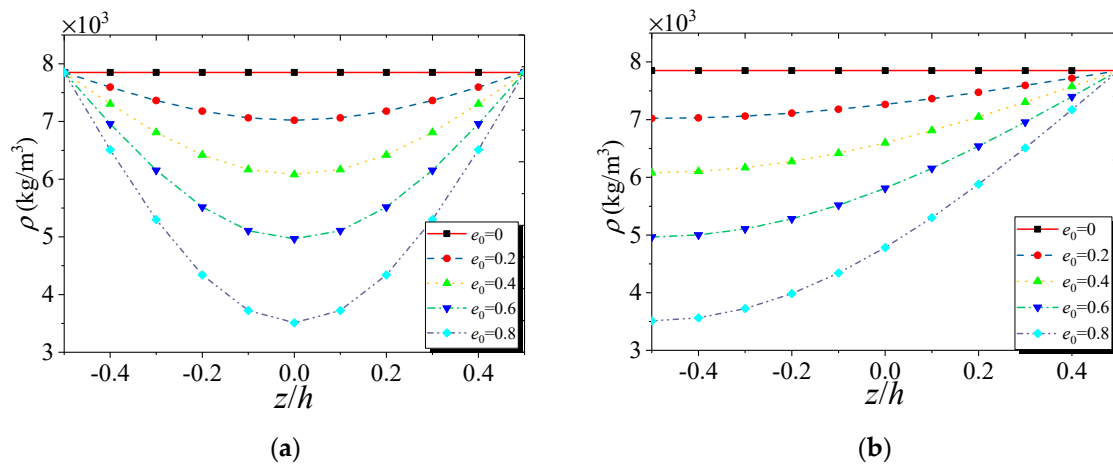 ×10³
8
7
6
5
4
3
ρ (kg/m³)
-0.4 -0.2 0.0 0.2 0.4
z/h
e₀=0
e₀=0.2
e₀=0.4
e₀=0.6
e₀=0.8
(a)
×10³
8
7
6
5
4
3
ρ (kg/m³)
-0.4 -0.2 0.0 0.2 0.4
z/h
e₀=0
e₀=0.2
e₀=0.4
e₀=0.6
e₀=0.8
(b)